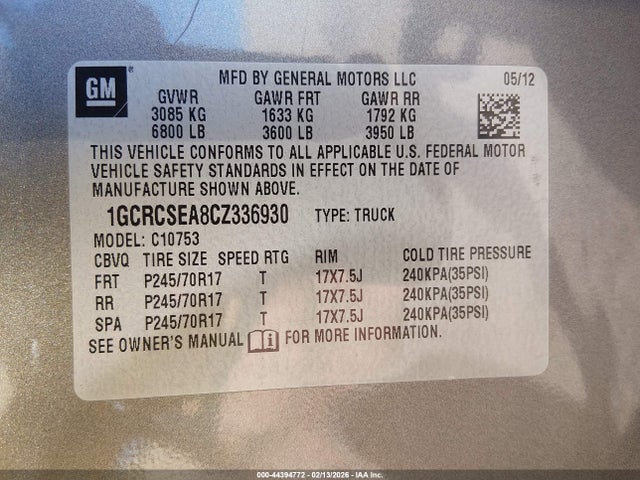 GM
MFD BY GENERAL MOTORS LLC 05/12
GVWR GAWR FRT GAWR RR
3085 KG 1633 KG 1792 KG
6800 LB 3600 LB 3950 LB
THIS VEHICLE CONFORMS TO ALL APPLICABLE U.S. FEDERAL MOTOR
VEHICLE SAFETY STANDARDS IN EFFECT ON THE DATE OF
MANUFACTURE SHOWN ABOVE.
1GCRCSEA8CZ336930 TYPE: TRUCK
MODEL: C10753
CBVQ TIRE SIZE SPEED RTG RIM COLD TIRE PRESSURE
FRT P245/70R17 T 17X7.5J 240KPA(35PSI)
RR P245/70R17 T 17X7.5J 240KPA(35PSI)
SPA P245/70R17 T 17X7.5J 240KPA(35PSI)
SEE OWNER'S MANUAL FOR MORE INFORMATION.
000-44394772 - 02/13/2026 - IAA Inc.